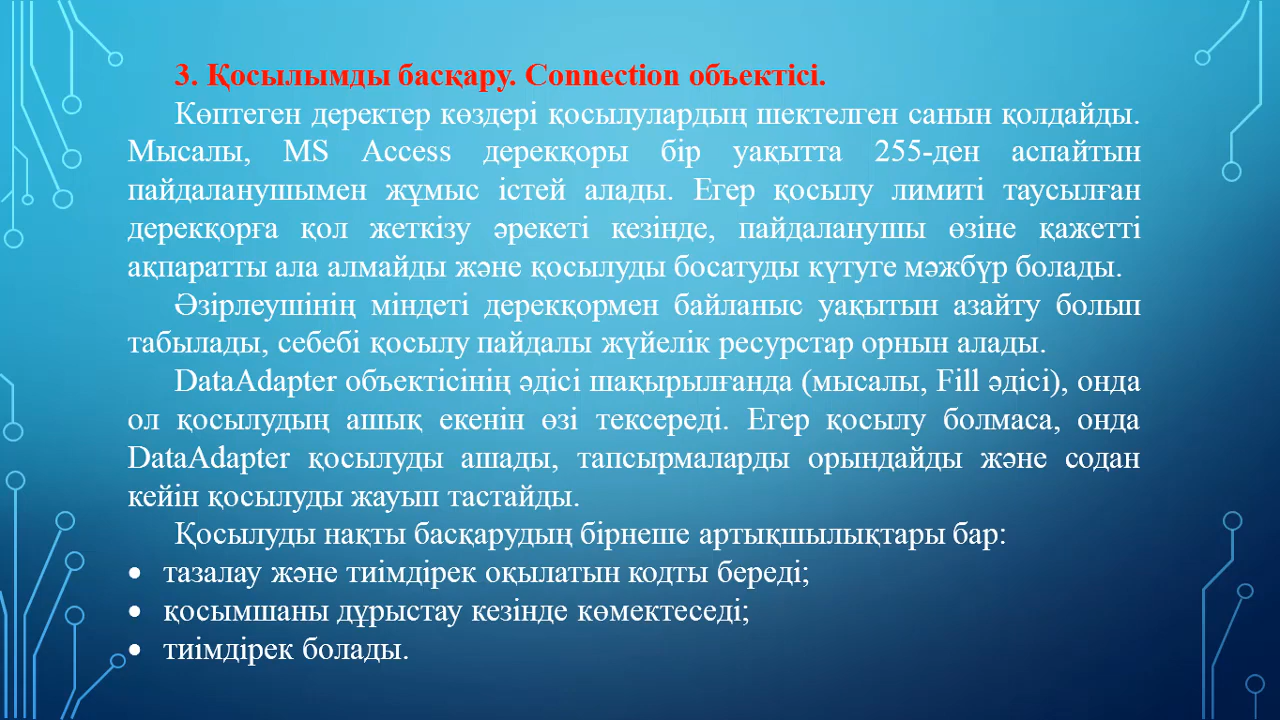 3. Қосылымды басқару. Connection объектісі.
Көптеген деректер көздері қосылулардың шектелген санын қолдайды.
Мысалы, MS Access дерекқоры бір уақытта 255-ден аспайтын
пайдаланушымен жұмыс істей алады. Егер қосылу лимиті таусылған
дерекқорға қол жеткізу әрекеті кезінде, пайдаланушы өзіне қажетті
ақпаратты ала алмайды және қосылуды босатуды күтуге мәжбүр болады.
Әзірлеушінің міндеті дерекқормен байланыс уақытын азайту болып
табылады, себебі қосылу пайдалы жүйелік ресурстар орнын алады.
DataAdapter объектісінің әдісі шақырылғанда (мысалы, Fill әдісі), онда
ол қосылудың ашық екенін өзі тексереді. Егер қосылу болмаса, онда
DataAdapter қосылуды ашады, тапсырмаларды орындайды және содан
кейін қосылуды жауып тастайды.
Қосылуды нақты басқарудың бірнеше артықшылықтары бар:
• тазалау және тиімдірек оқылатын кодты береді;
• қосымшаны дұрыстау кезінде көмектеседі;
• тиімдірек болады.